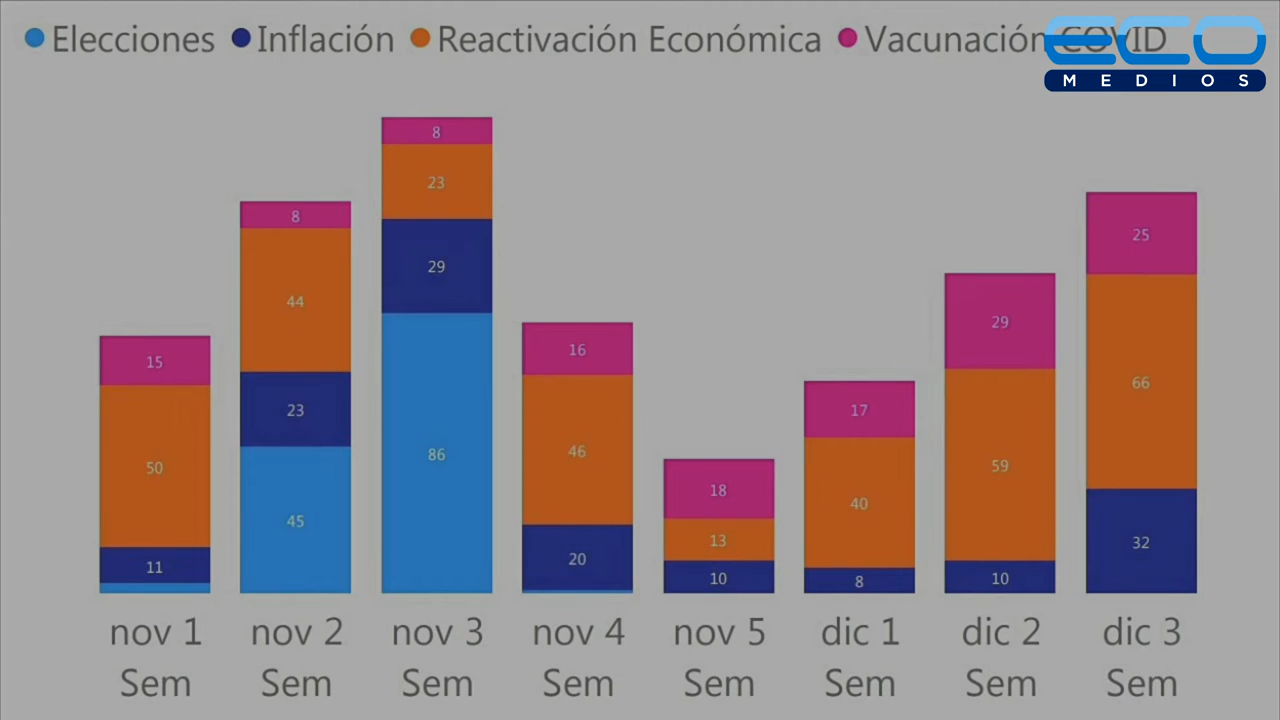 Elecciones Inflación Reactivación Económica Vacunación COVID
eco
MEDIOS
8
8 23
15 44 29 86
50 23 45
11
16
46
20
18
13
10
17
40
8
29
59
10
25
66
32
nov 1 nov 2 nov 3 nov 4 nov 5 dic 1 dic 2 dic 3
Sem Sem Sem Sem Sem Sem Sem Sem